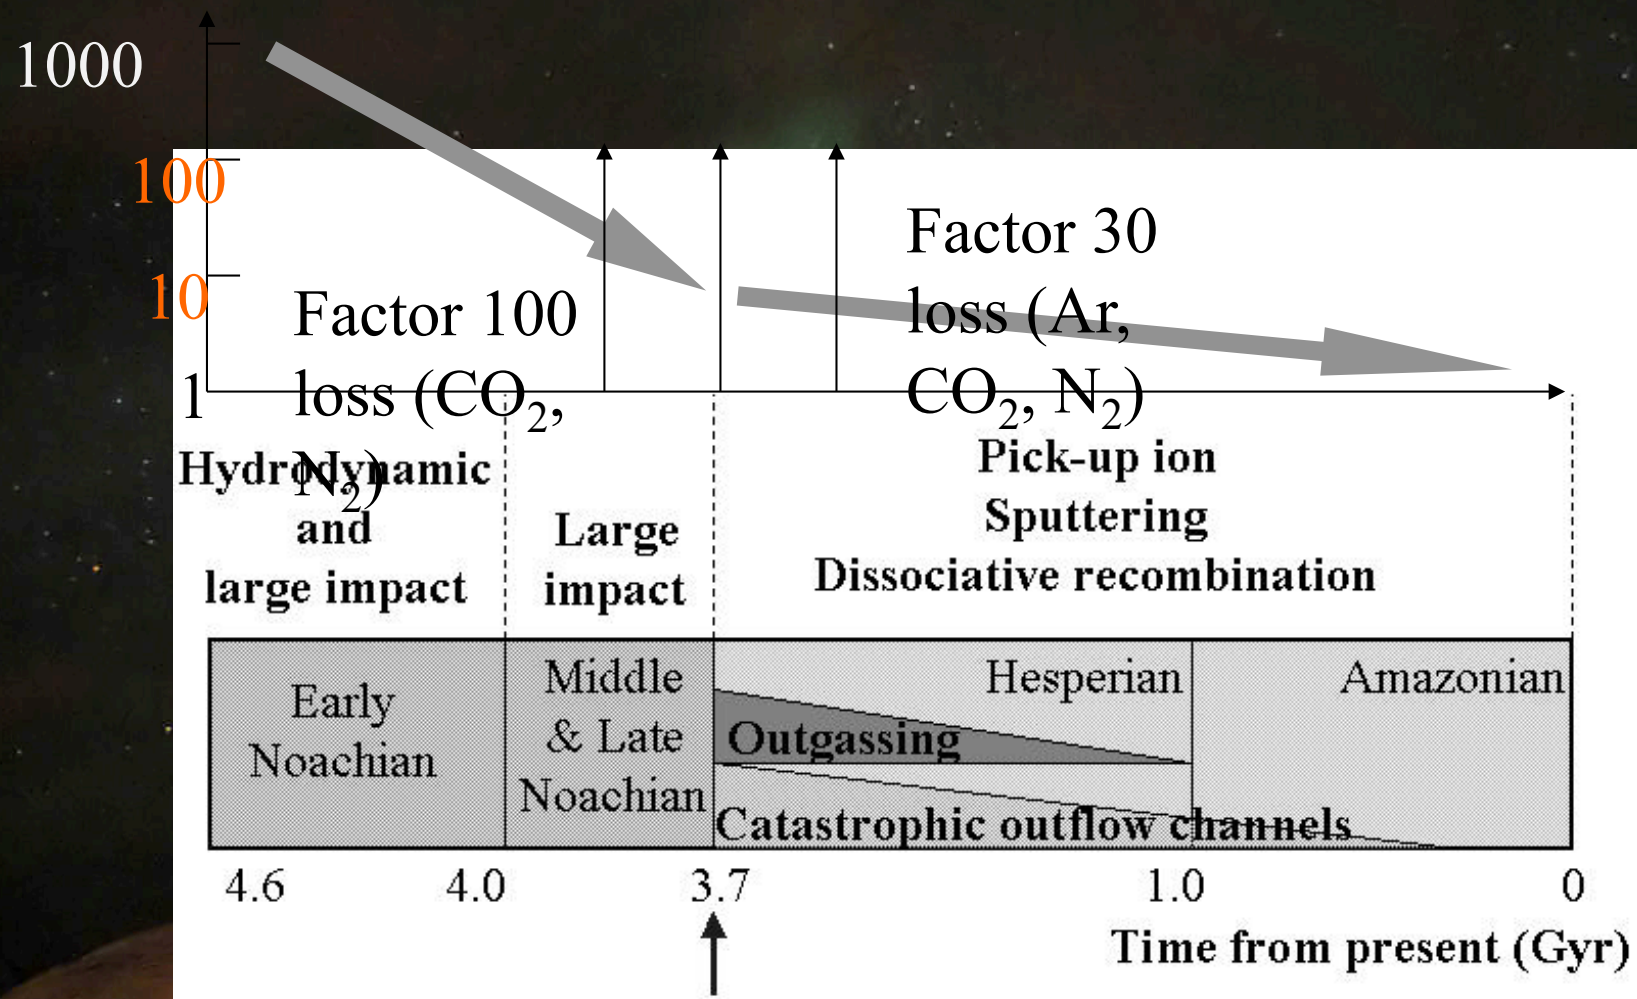 1000
100
10
1
Factor 100
loss (CO₂,
N₂)
Factor 30
loss (Ar,
CO₂, N₂)
Hydrodynamic
and
large impact
Large
impact
Pick-up ion
Sputtering
Dissociative recombination
Early
Noachian
Middle
& Late
Noachian
Hesperian
Amazonian
Outgassing
Catastrophic outflow channels
4.6
4.0
3.7
1.0
0
Time from present (Gyr)